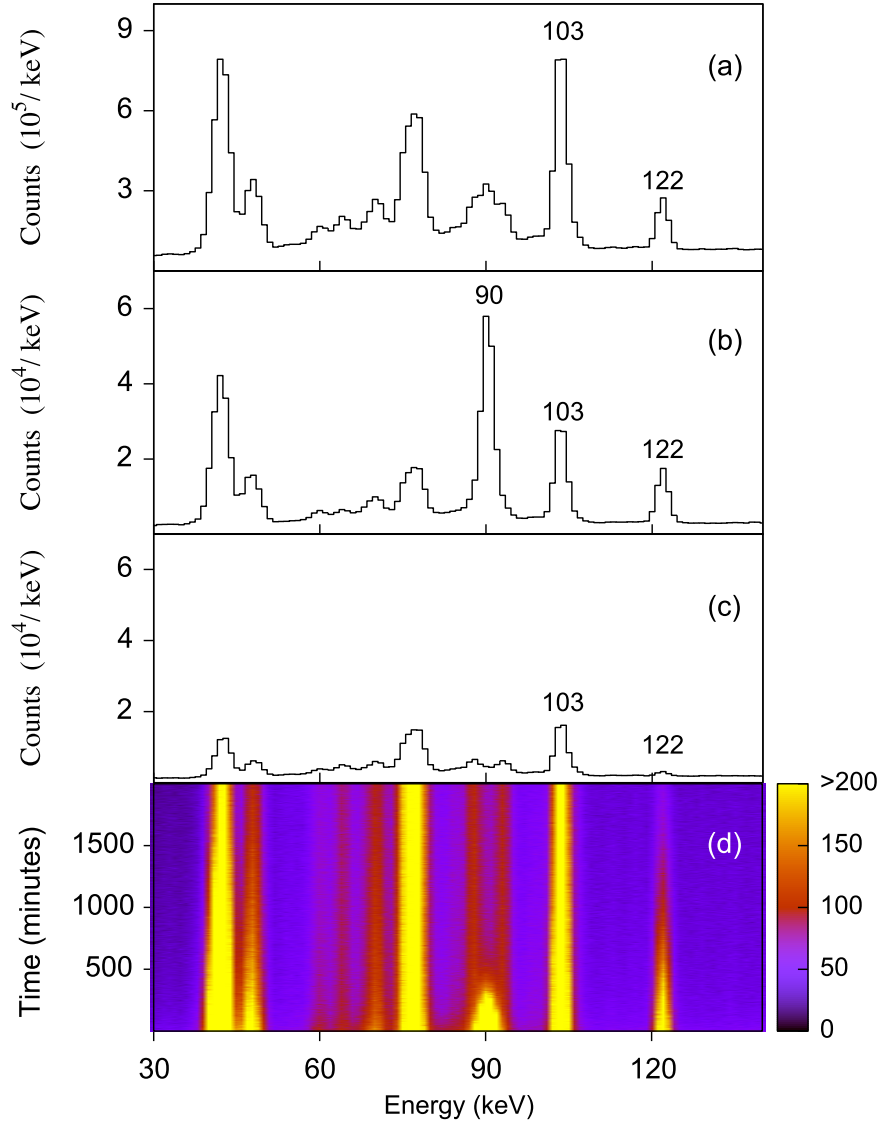 9
103
(a)
6
122
3
Counts (10⁵/ keV)
90
6
(b)
4
103
122
2
Counts (10⁴/ keV)
6
(c)
4
103
2
122
Counts (10⁴/ keV)
>200
1500
(d)
150
1000
100
500
50
0
Time (minutes)
30 60 90 120
Energy (keV)